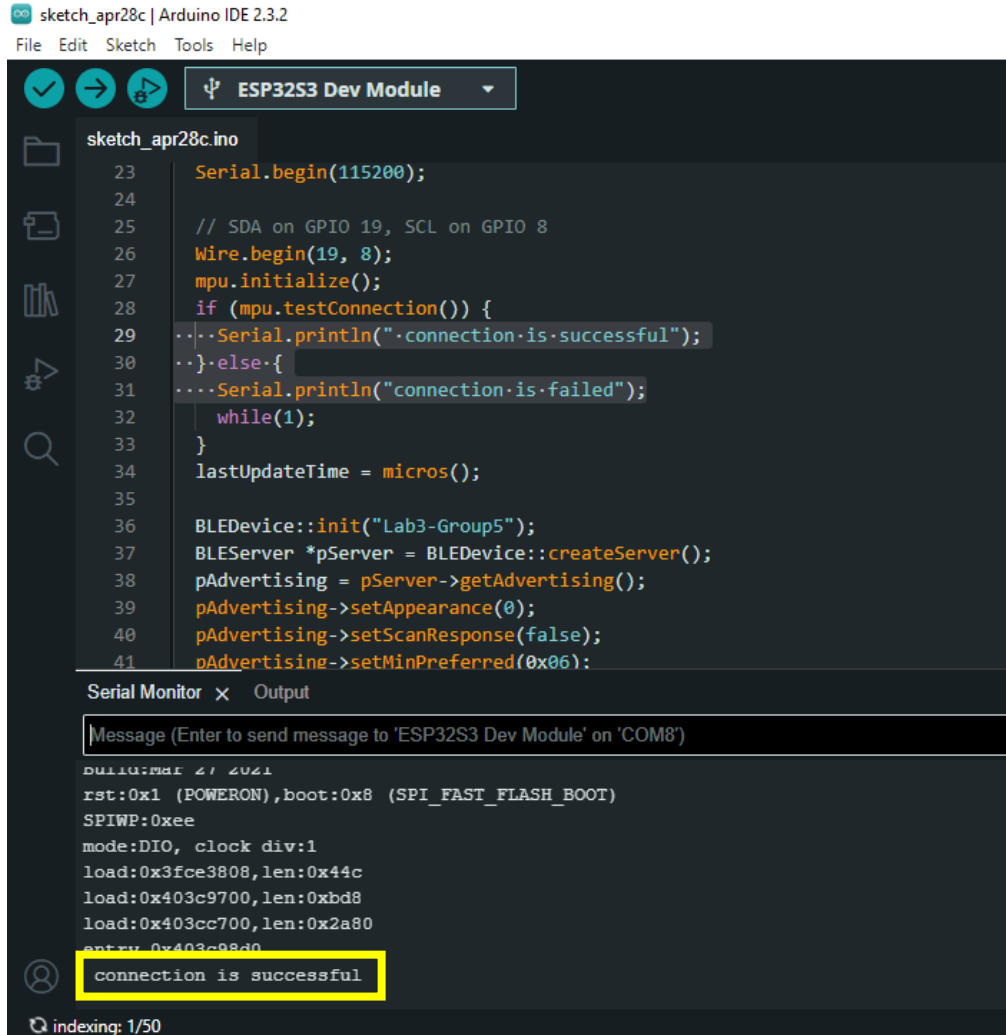 sketch_apr28c | Arduino IDE 2.3.2
File Edit Sketch Tools Help
ESP32S3 Dev Module
sketch_apr28c.ino
23 Serial.begin(115200);
24
25 // SDA on GPIO 19, SCL on GPIO 8
26 Wire.begin(19, 8);
27 mpu.initialize();
28 if (mpu.testConnection()) {
29 ····Serial.println("·connection·is·successful");
30 ··}·else·{
31 ····Serial.println("connection·is·failed");
32 while(1);
33 }
34 lastUpdateTime = micros();
35
36 BLEDevice::init("Lab3-Group5");
37 BLEServer *pServer = BLEDevice::createServer();
38 pAdvertising = pServer->getAdvertising();
39 pAdvertising->setAppearance(0);
40 pAdvertising->setScanResponse(false);
41 pAdvertising->setMinPreferred(0x06);
Serial Monitor × Output
Message (Enter to send message to 'ESP32S3 Dev Module' on 'COM8')
Build:Mar 27 2021
rst:0x1 (POWERON),boot:0x8 (SPI_FAST_FLASH_BOOT)
SPIWP:0xee
mode:DIO, clock div:1
load:0x3fce3808,len:0x44c
load:0x403c9700,len:0xbd8
load:0x403cc700,len:0x2a80
entry 0x403c98d0
connection is successful
indexing: 1/50